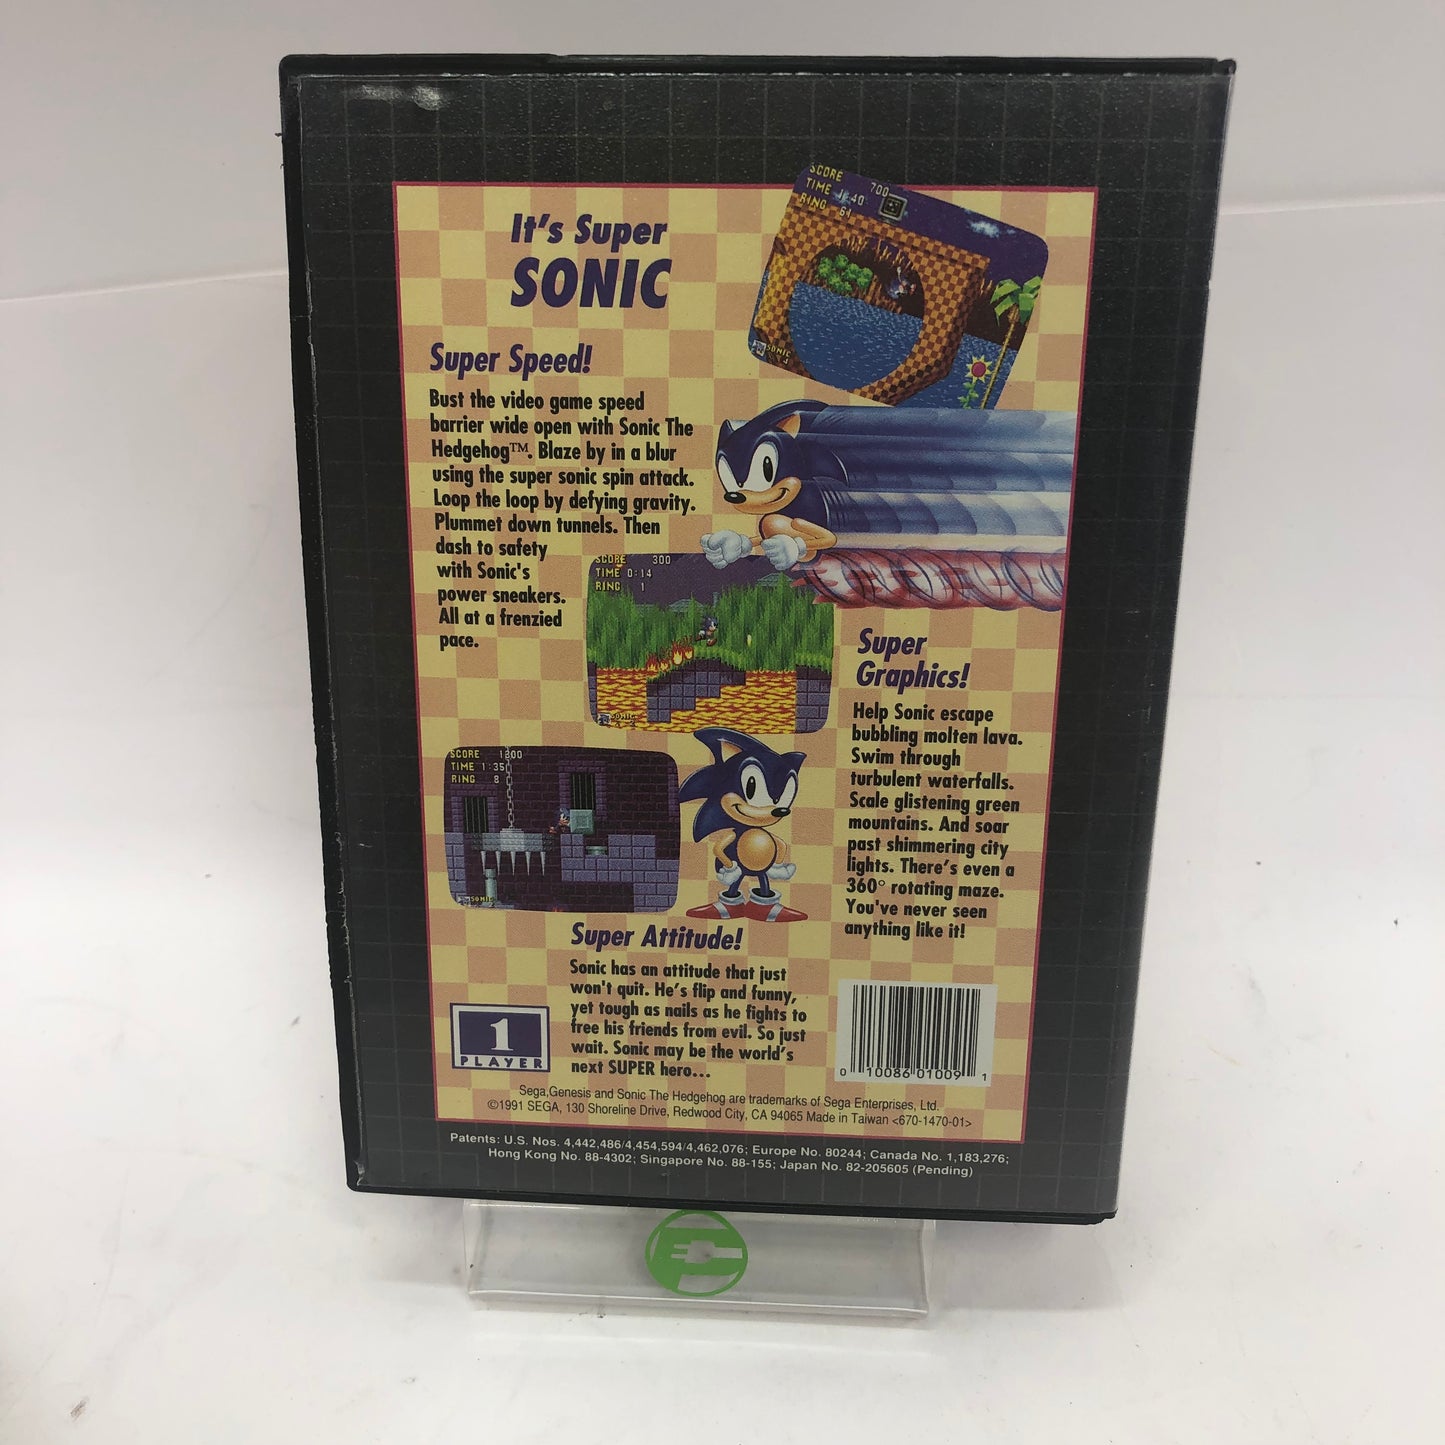 It's Super
SONIC
SCORE 700
TIME 1:40
RING 61
SONIC
Super Speed!
Bust the video game speed
barrier wide open with Sonic The
Hedgehog™. Blaze by in a blur
using the super sonic spin attack.
Loop the loop by defying gravity.
Plummet down tunnels. Then
dash to safety
with Sonic's
power sneakers.
All at a frenzied
pace.
SCORE 300
TIME 0:14
RING 1
SONIC
Super
Graphics!
Help Sonic escape
bubbling molten lava.
Swim through
turbulent waterfalls.
Scale glistening green
mountains. And soar
past shimmering city
lights. There's even a
360° rotating maze.
You've never seen
anything like it!
SCORE 1300
TIME 1:35
RING 8
SONIC
Super Attitude!
Sonic has an attitude that just
won't quit. He's flip and funny,
yet tough as nails as he fights to
free his friends from evil. So just
wait. Sonic may be the world's
next SUPER hero...
1
PLAYER
0 10086 01009 1
Sega,Genesis and Sonic The Hedgehog are trademarks of Sega Enterprises, Ltd.
©1991 SEGA, 130 Shoreline Drive, Redwood City, CA 94065 Made in Taiwan <670-1470-01>
Patents: U.S. Nos. 4,442,486/4,454,594/4,462,076; Europe No. 80244; Canada No. 1,183,276;
Hong Kong No. 88-4302; Singapore No. 88-155; Japan No. 82-205605 (Pending)